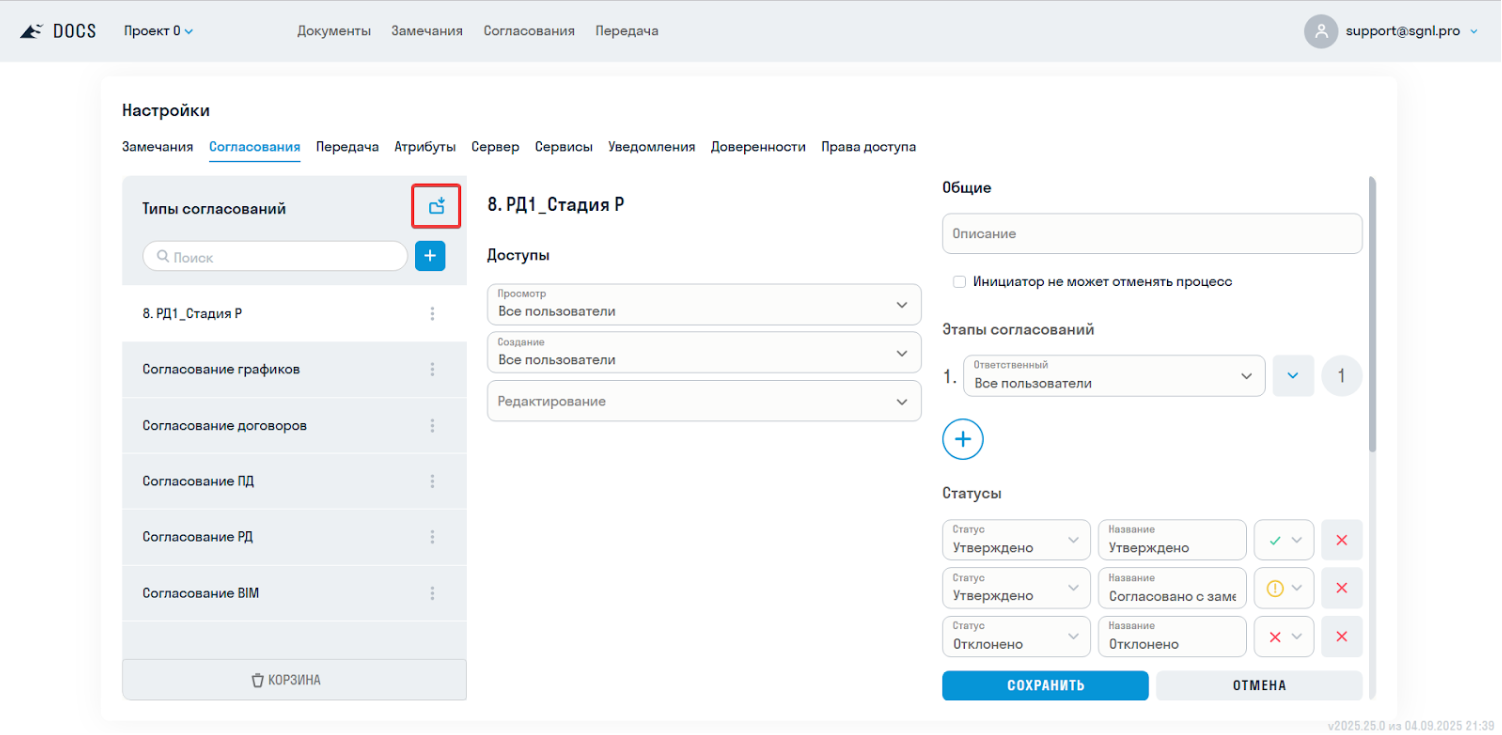 DOCS Проект 0 Документы Замечания Согласования Передача support@sgnl.pro
Настройки
Замечания Согласования Передача Атрибуты Сервер Сервисы Уведомления Доверенности Права доступа
Типы согласований
Поиск
8. РД1_Стадия Р
Согласование графиков
Согласование договоров
Согласование ПД
Согласование РД
Согласование BIM
КОРЗИНА
8. РД1_Стадия Р
Доступы
Просмотр
Все пользователи
Создание
Все пользователи
Редактирование
Общие
Описание
Инициатор не может отменять процесс
Этапы согласований
1. Ответственный
Все пользователи
1
Статусы
Статус Название
Утверждено Утверждено
Статус Название
Утверждено Согласовано с заме
Статус Название
Отклонено Отклонено
СОХРАНИТЬ ОТМЕНА
v2025.25.0 из 04.09.2025 21:39